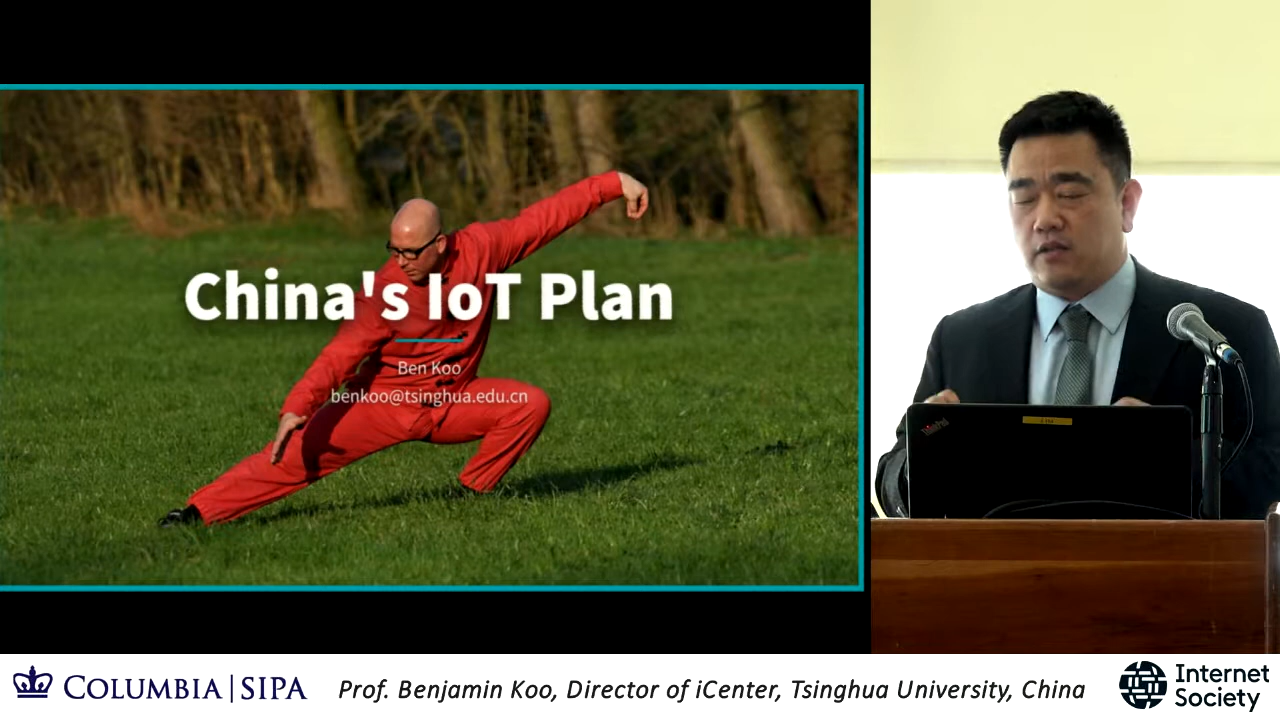 China's IoT Plan
Ben Koo
benkoo@tsinghua.edu.cn
ThinkPad
COLUMBIA | SIPA
Prof. Benjamin Koo, Director of iCenter, Tsinghua University, China
Internet
Society